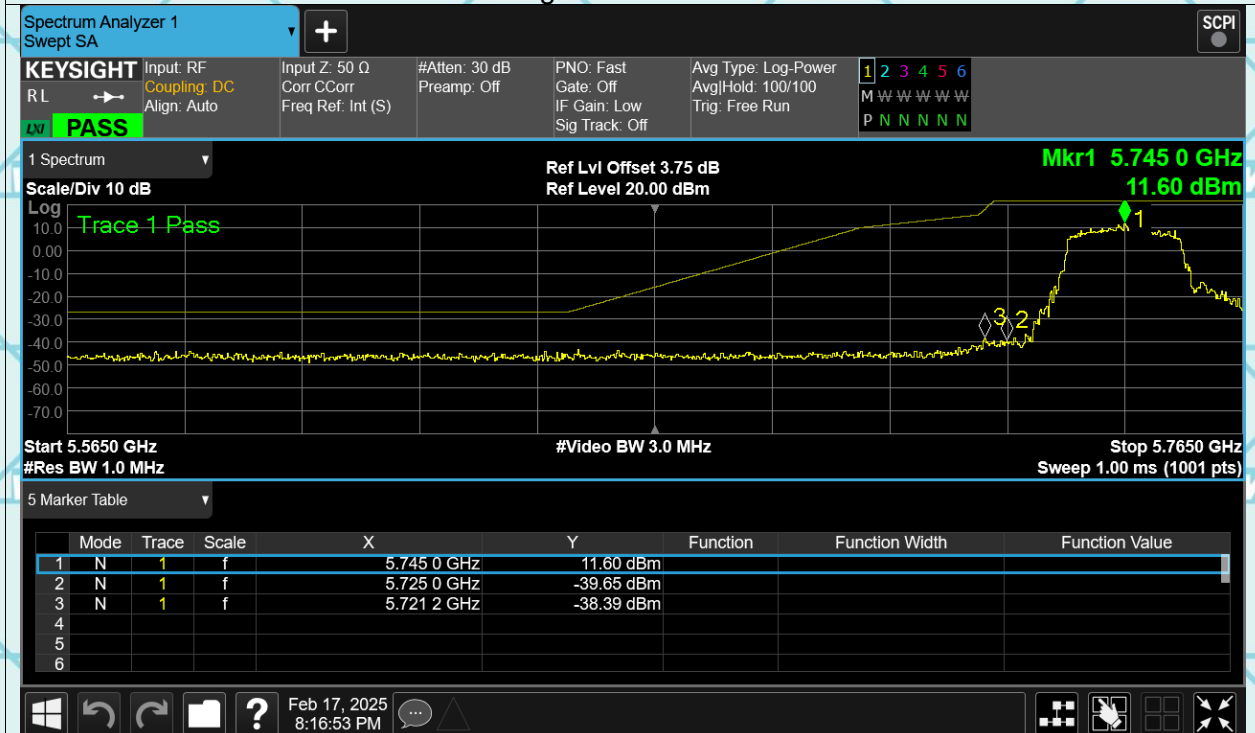 Spectrum Analyzer 1
Swept SA
SCPI
KEYSIGHT
RL
LXI PASS
Input: RF
Coupling: DC
Align: Auto
Input Z: 50 Ω
Corr CCorr
Freq Ref: Int (S)
#Atten: 30 dB
Preamp: Off
PNO: Fast
Gate: Off
IF Gain: Low
Sig Track: Off
Avg Type: Log-Power
Avg|Hold: 100/100
Trig: Free Run
1 2 3 4 5 6
M W W W W W
P N N N N N
1 Spectrum
Scale/Div 10 dB
Ref Lvl Offset 3.75 dB
Ref Level 20.00 dBm
Mkr1 5.745 0 GHz
11.60 dBm
Log
Trace 1 Pass
10.0
0.00
-10.0
-20.0
-30.0
-40.0
-50.0
-60.0
-70.0
1
3
2
Start 5.5650 GHz
#Video BW 3.0 MHz
Stop 5.7650 GHz
#Res BW 1.0 MHz
Sweep 1.00 ms (1001 pts)
5 Marker Table
Mode Trace Scale X Y Function Function Width Function Value
1 N 1 f 5.745 0 GHz 11.60 dBm
2 N 1 f 5.725 0 GHz -39.65 dBm
3 N 1 f 5.721 2 GHz -38.39 dBm
4
5
6
?
Feb 17, 2025
8:16:53 PM